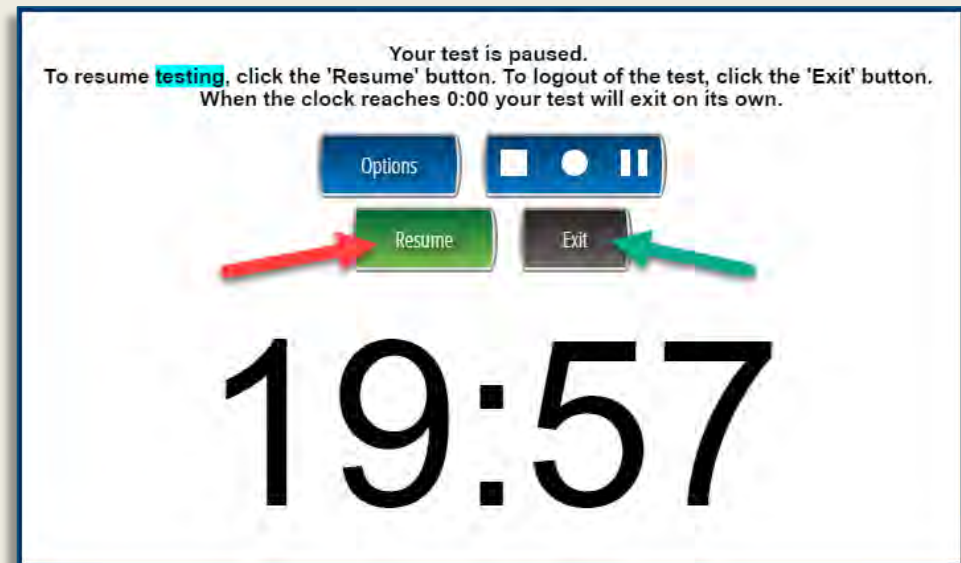 Your test is paused.
To resume testing, click the 'Resume' button. To logout of the test, click the 'Exit' button.
When the clock reaches 0:00 your test will exit on its own.
Options
Resume Exit
19:57